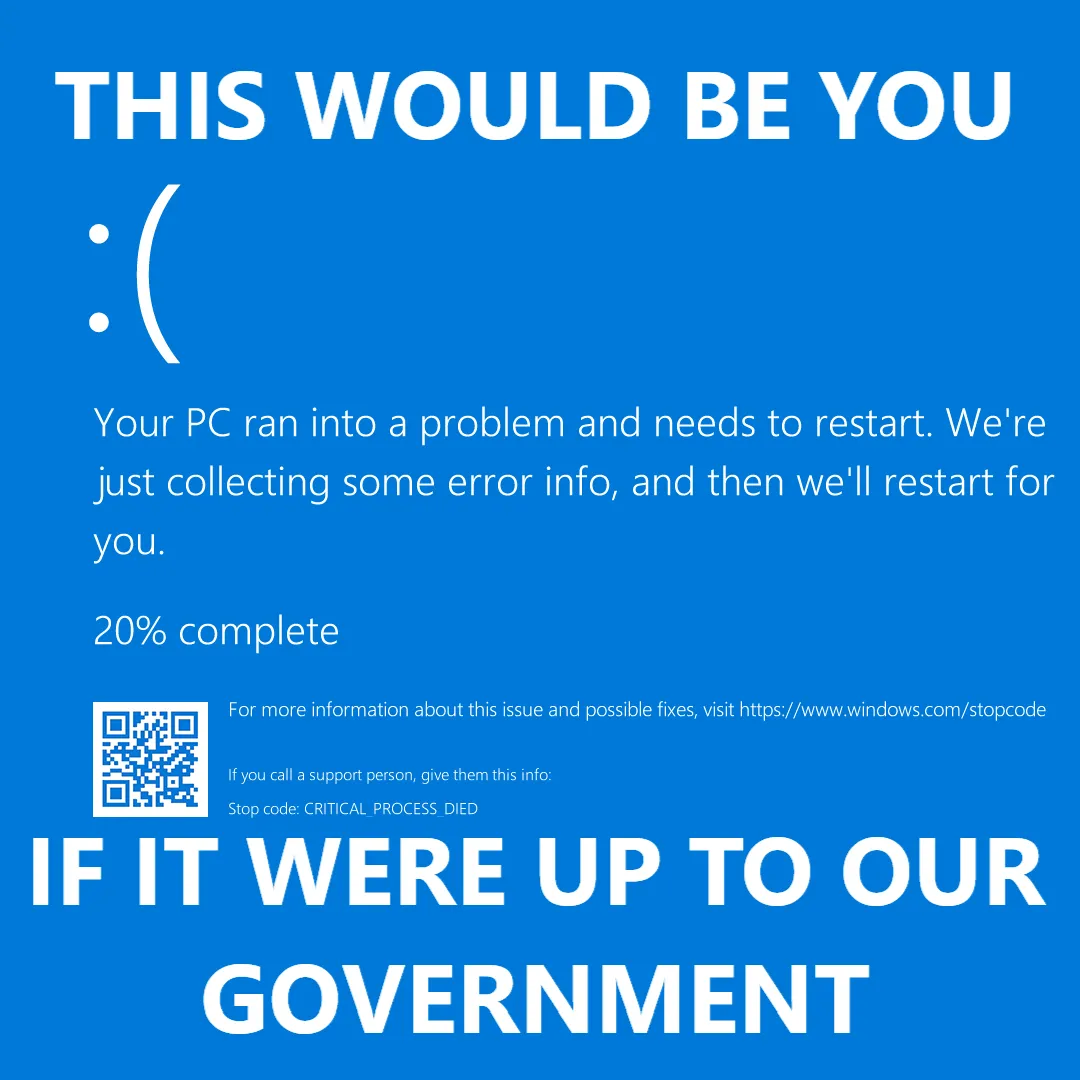 THIS WOULD BE YOU
:(
Your PC ran into a problem and needs to restart. We're
just collecting some error info, and then we'll restart for
you.
20% complete
For more information about this issue and possible fixes, visit https://www.windows.com/stopcode
If you call a support person, give them this info:
Stop code: CRITICAL_PROCESS_DIED
IF IT WERE UP TO OUR
GOVERNMENT